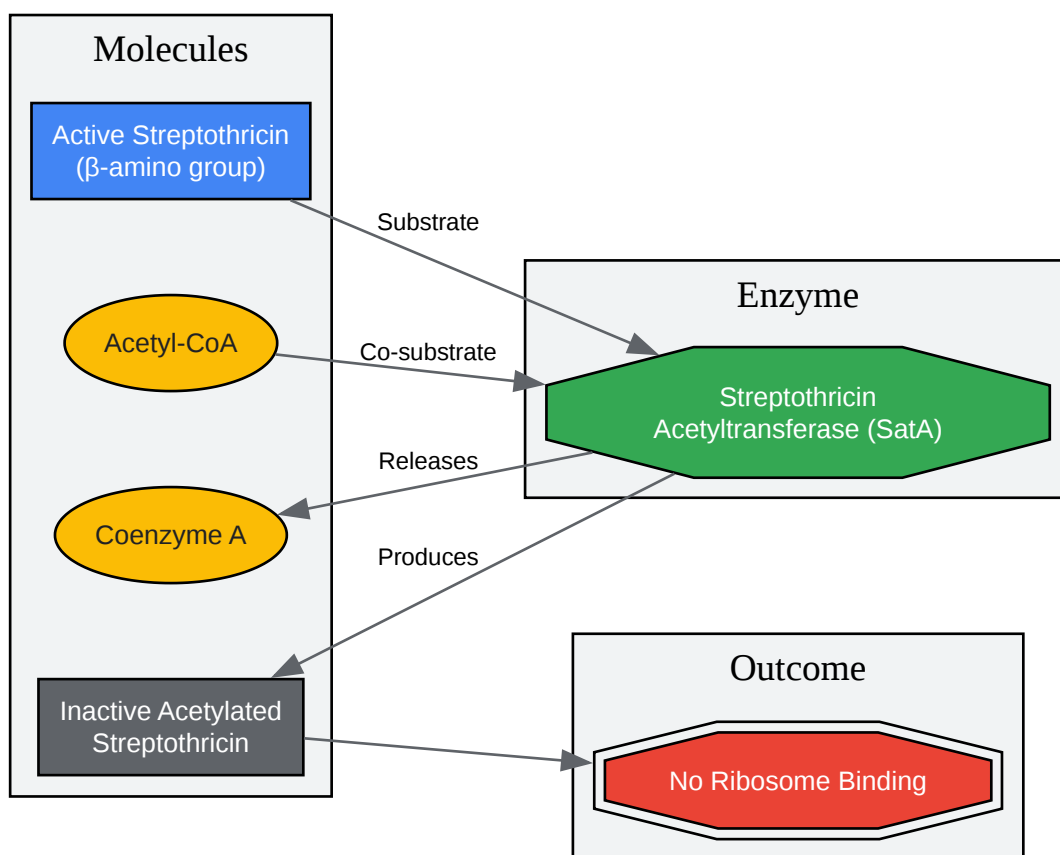 Molecules
Active Streptothricin
(β-amino group)
Substrate
Enzyme
Acetyl-CoA
Co-substrate
Streptothricin
Acetyltransferase (SatA)
Releases
Coenzyme A
Produces
Outcome
Inactive Acetylated
Streptothricin
No Ribosome Binding